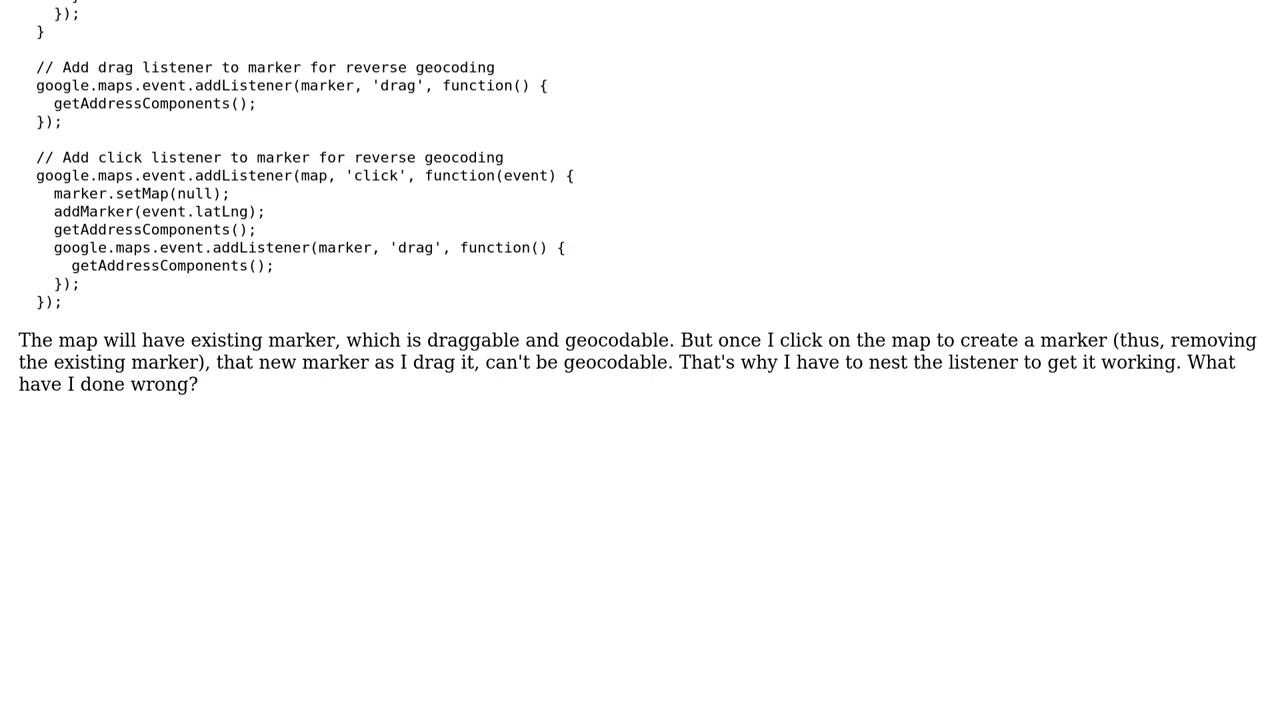 });
}
// Add drag listener to marker for reverse geocoding
google.maps.event.addListener(marker, 'drag', function() {
getAddressComponents();
});
// Add click listener to marker for reverse geocoding
google.maps.event.addListener(map, 'click', function(event) {
marker.setMap(null);
addMarker(event.latLng);
getAddressComponents();
google.maps.event.addListener(marker, 'drag', function() {
getAddressComponents();
});
});
The map will have existing marker, which is draggable and geocodable. But once I click on the map to create a marker (thus, removing
the existing marker), that new marker as I drag it, can't be geocodable. That's why I have to nest the listener to get it working. What
have I done wrong?